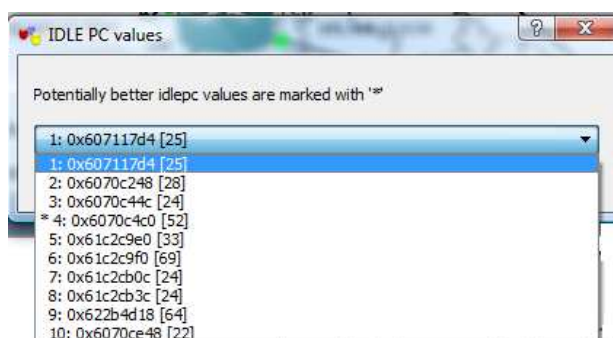 IDLE PC values
Potentially better idlepc values are marked with '*'
1: 0x607117d4 [25]
1: 0x607117d4 [25]
2: 0x6070c248 [28]
3: 0x6070c44c [24]
* 4: 0x6070c4c0 [52]
5: 0x61c2c9e0 [33]
6: 0x61c2c9f0 [69]
7: 0x61c2cb0c [24]
8: 0x61c2cb3c [24]
9: 0x622b4d18 [64]
10: 0x6070ce48 [22]